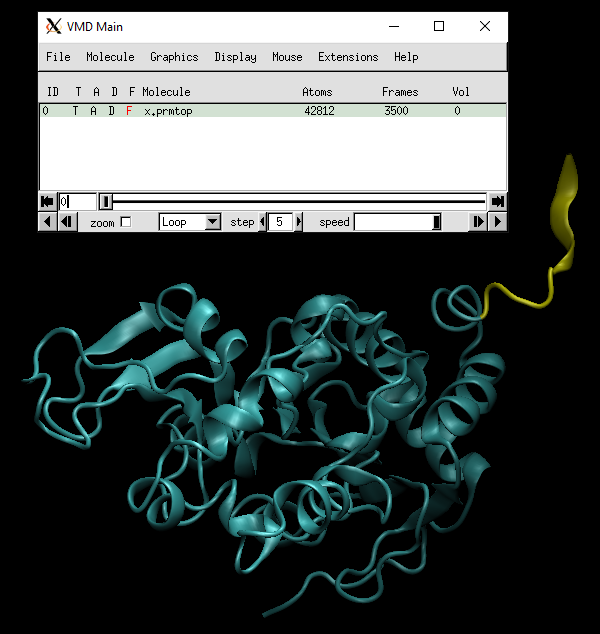 VMD Main
File Molecule Graphics Display Mouse Extensions Help
ID T A D F Molecule Atoms Frames Vol
0 T A D F x.prmtop 42812 3500 0
0
zoom Loop step 5 speed